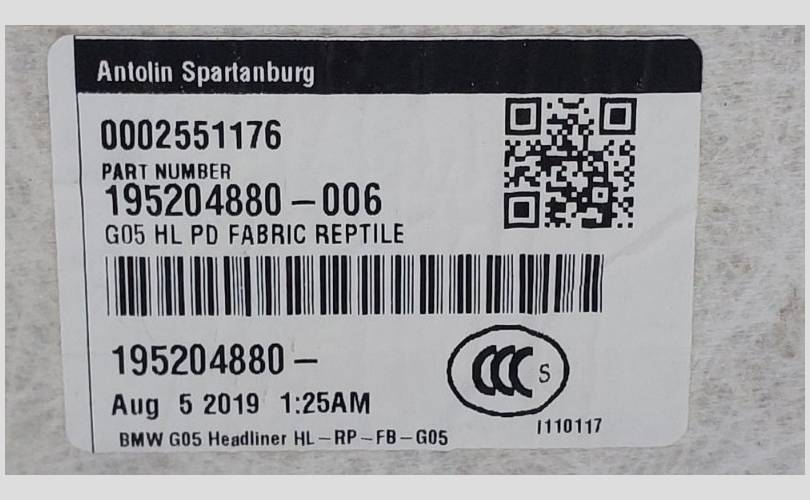 Antolin Spartanburg
0002551176
PART NUMBER
195204880-006
G05 HL PD FABRIC REPTILE
195204880-
Aug 5 2019 1:25AM
CCC S
I110117
BMW G05 Headliner HL-RP-FB-G05